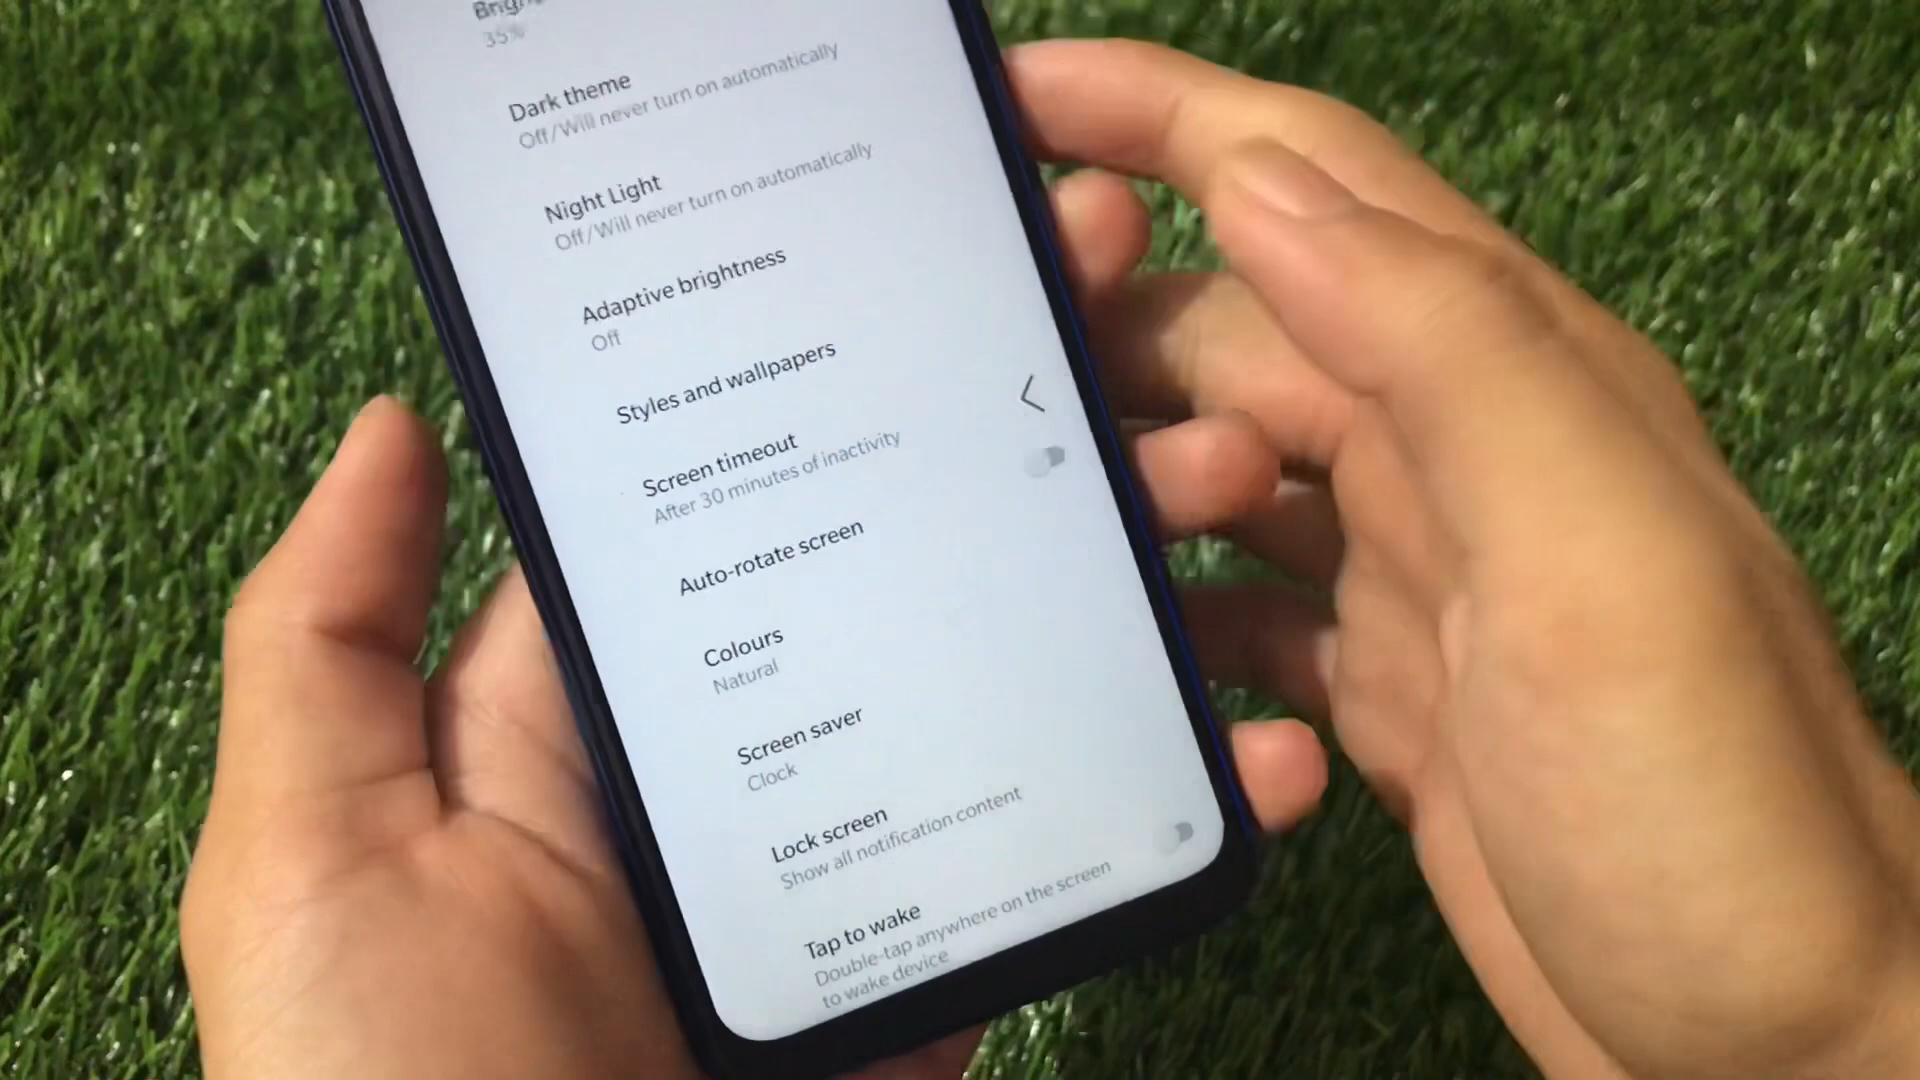 35%
Dark theme
Off/Will never turn on automatically
Night Light
Off/Will never turn on automatically
Adaptive brightness
Off
Styles and wallpapers
Screen timeout
After 30 minutes of inactivity
Auto-rotate screen
Colours
Natural
Screen saver
Clock
Lock screen
Show all notification content
Tap to wake
Double-tap anywhere on the screen
to wake device